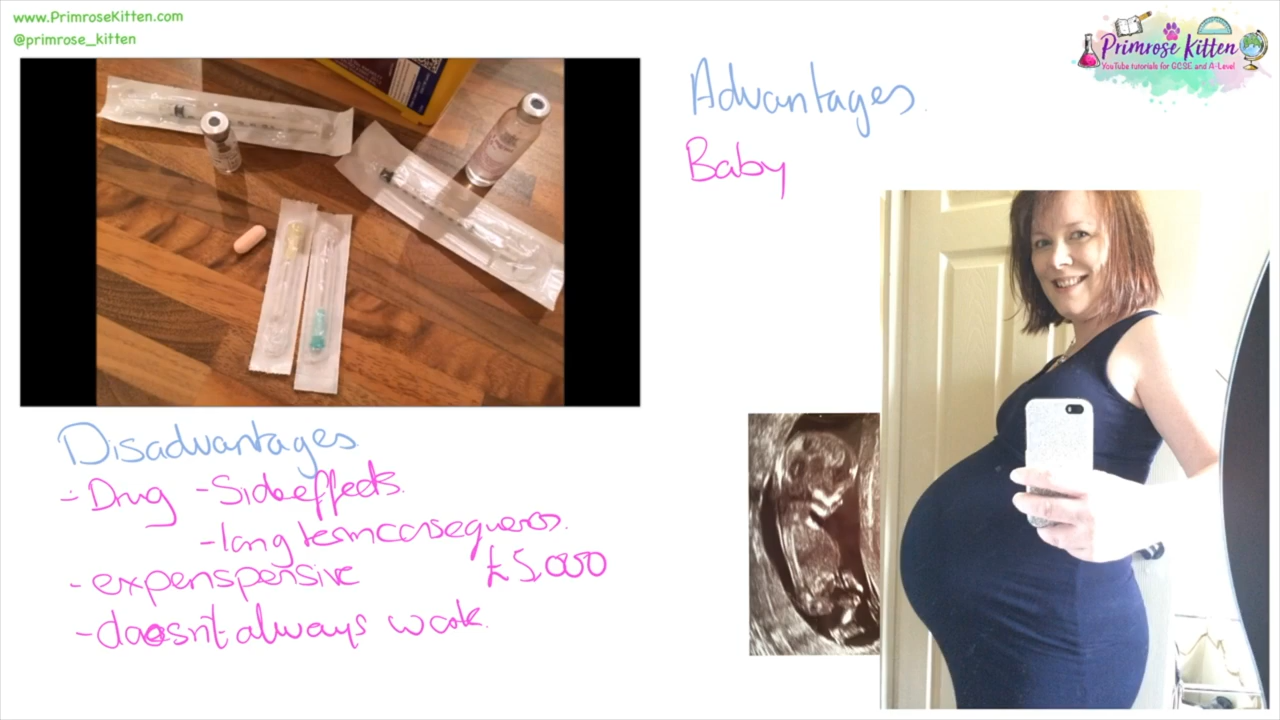 www.PrimroseKitten.com
@primrose_kitten
Primrose Kitten
YouTube tutorials for GCSE and A-Level
Advantages.
Baby
Disadvantages
- Drug - Side effects.
- long term
- expenspensive £5,000
- doesn't always work.